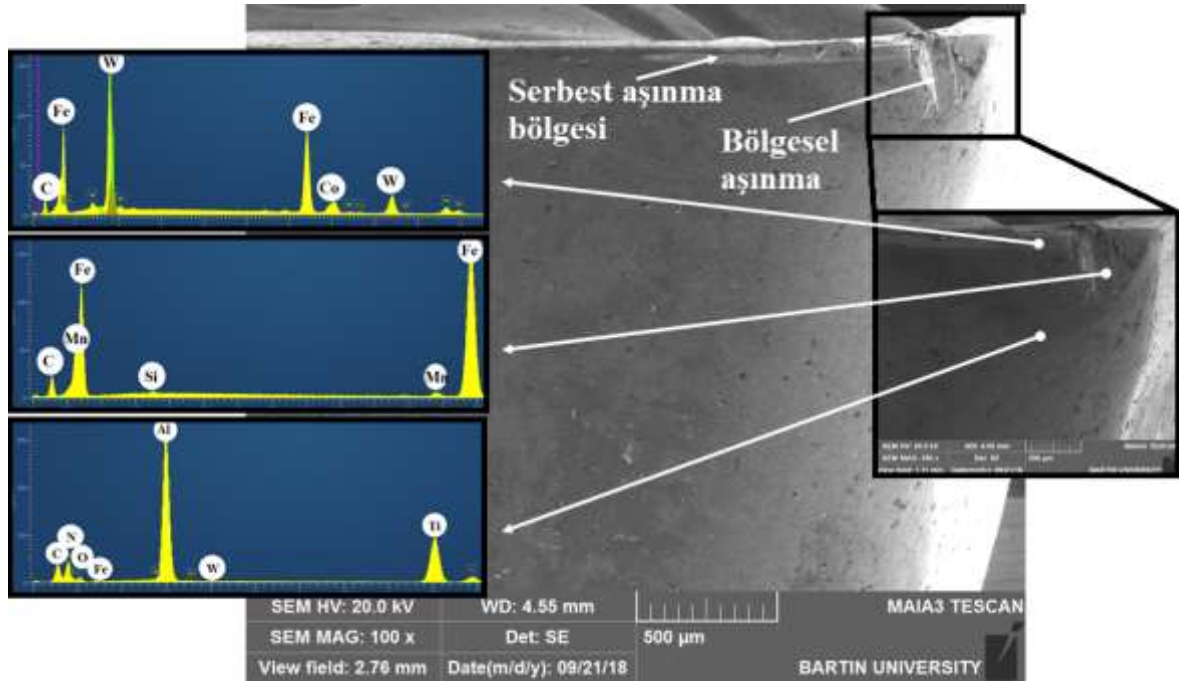 Serbest aşınma
bölgesi
Bölgesel
aşınma
W
Fe
Fe
C
Co
W
Fe
Fe
Mn
C
Si
Mn
Al
N
C
O
Fe
W
Ti
SEM HV: 20.0 kV WD: 4.55 mm MAIA3 TESCAN
SEM MAG: 100 x Det: SE 500 µm
View field: 2.76 mm Date(m/d/y): 09/21/18 BARTIN UNIVERSITY
BARTIN UNIVERSITY